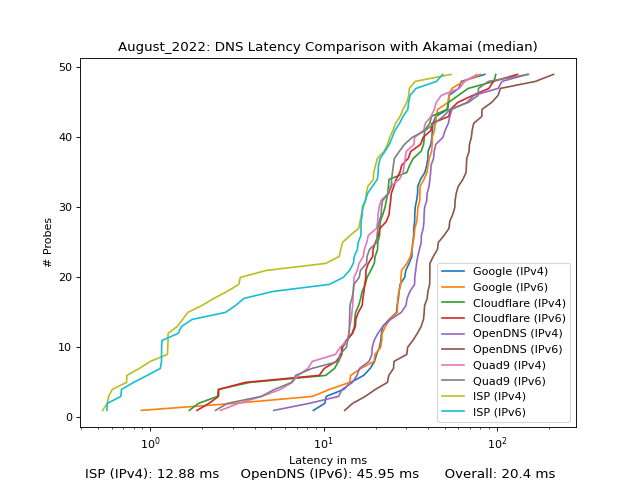 August_2022: DNS Latency Comparison with Akamai (median)
50
40
30
20
10
0
# Probes
Google (IPv4)
Google (IPv6)
Cloudflare (IPv4)
Cloudflare (IPv6)
OpenDNS (IPv4)
OpenDNS (IPv6)
Quad9 (IPv4)
Quad9 (IPv6)
ISP (IPv4)
ISP (IPv6)
10⁰ 10¹ 10²
Latency in ms
ISP (IPv4): 12.88 ms OpenDNS (IPv6): 45.95 ms Overall: 20.4 ms